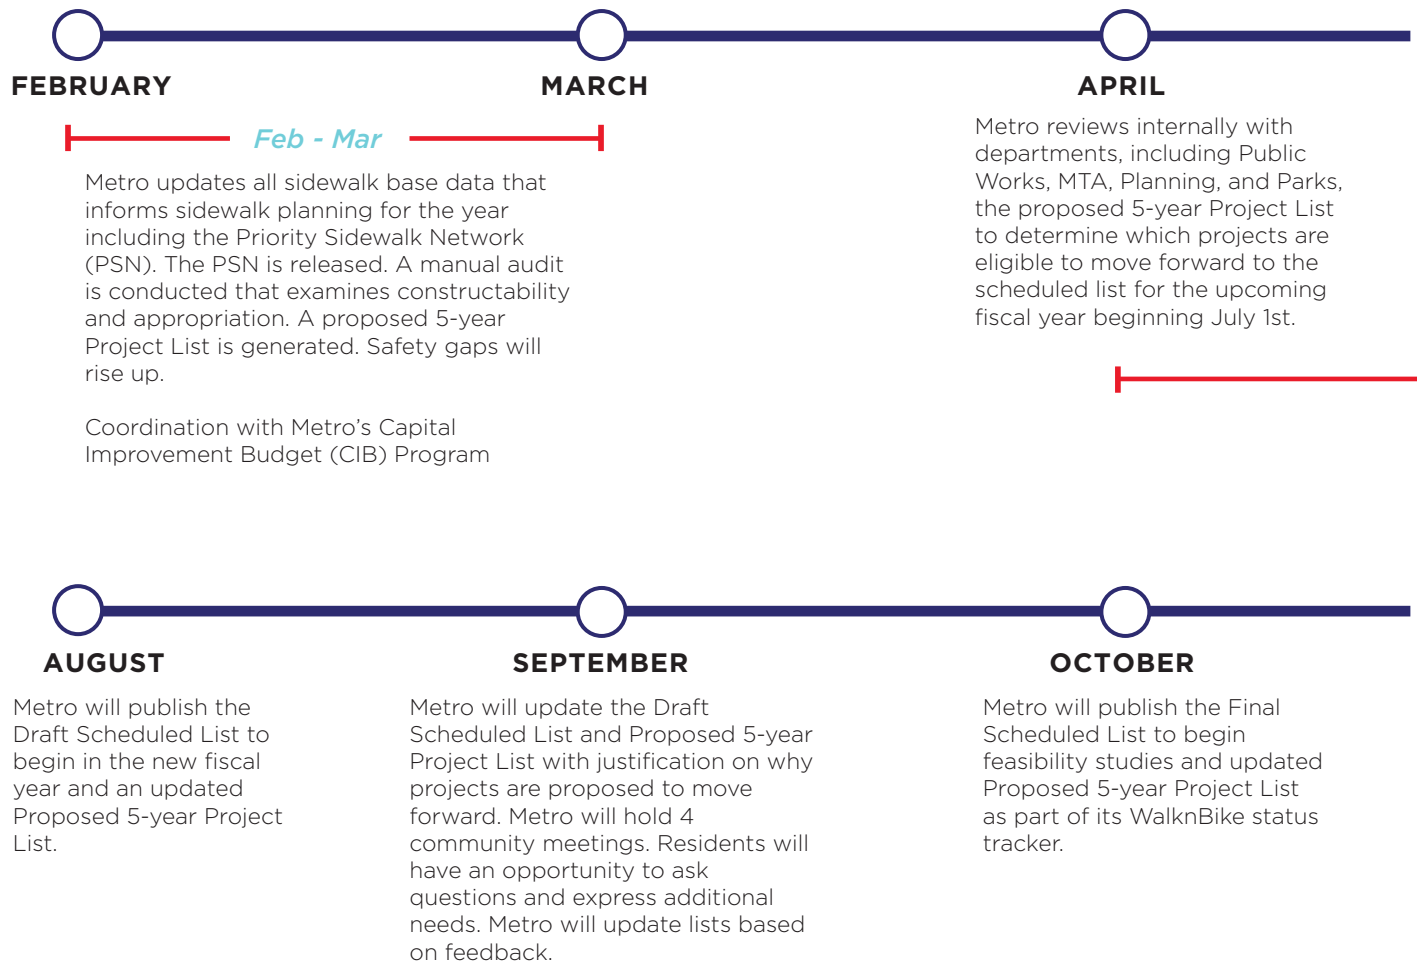 FEBRUARY
MARCH
APRIL
Feb - Mar
Metro updates all sidewalk base data that
informs sidewalk planning for the year
including the Priority Sidewalk Network
(PSN). The PSN is released. A manual audit
is conducted that examines constructability
and appropriation. A proposed 5-year
Project List is generated. Safety gaps will
rise up.
Coordination with Metro’s Capital
Improvement Budget (CIB) Program
Metro reviews internally with
departments, including Public
Works, MTA, Planning, and Parks,
the proposed 5-year Project List
to determine which projects are
eligible to move forward to the
scheduled list for the upcoming
fiscal year beginning July 1st.
AUGUST
Metro will publish the
Draft Scheduled List to
begin in the new fiscal
year and an updated
Proposed 5-year Project
List.
SEPTEMBER
Metro will update the Draft
Scheduled List and Proposed 5-year
Project List with justification on why
projects are proposed to move
forward. Metro will hold 4
community meetings. Residents will
have an opportunity to ask
questions and express additional
needs. Metro will update lists based
on feedback.
OCTOBER
Metro will publish the Final
Scheduled List to begin
feasibility studies and updated
Proposed 5-year Project List
as part of its WalknBike status
tracker.